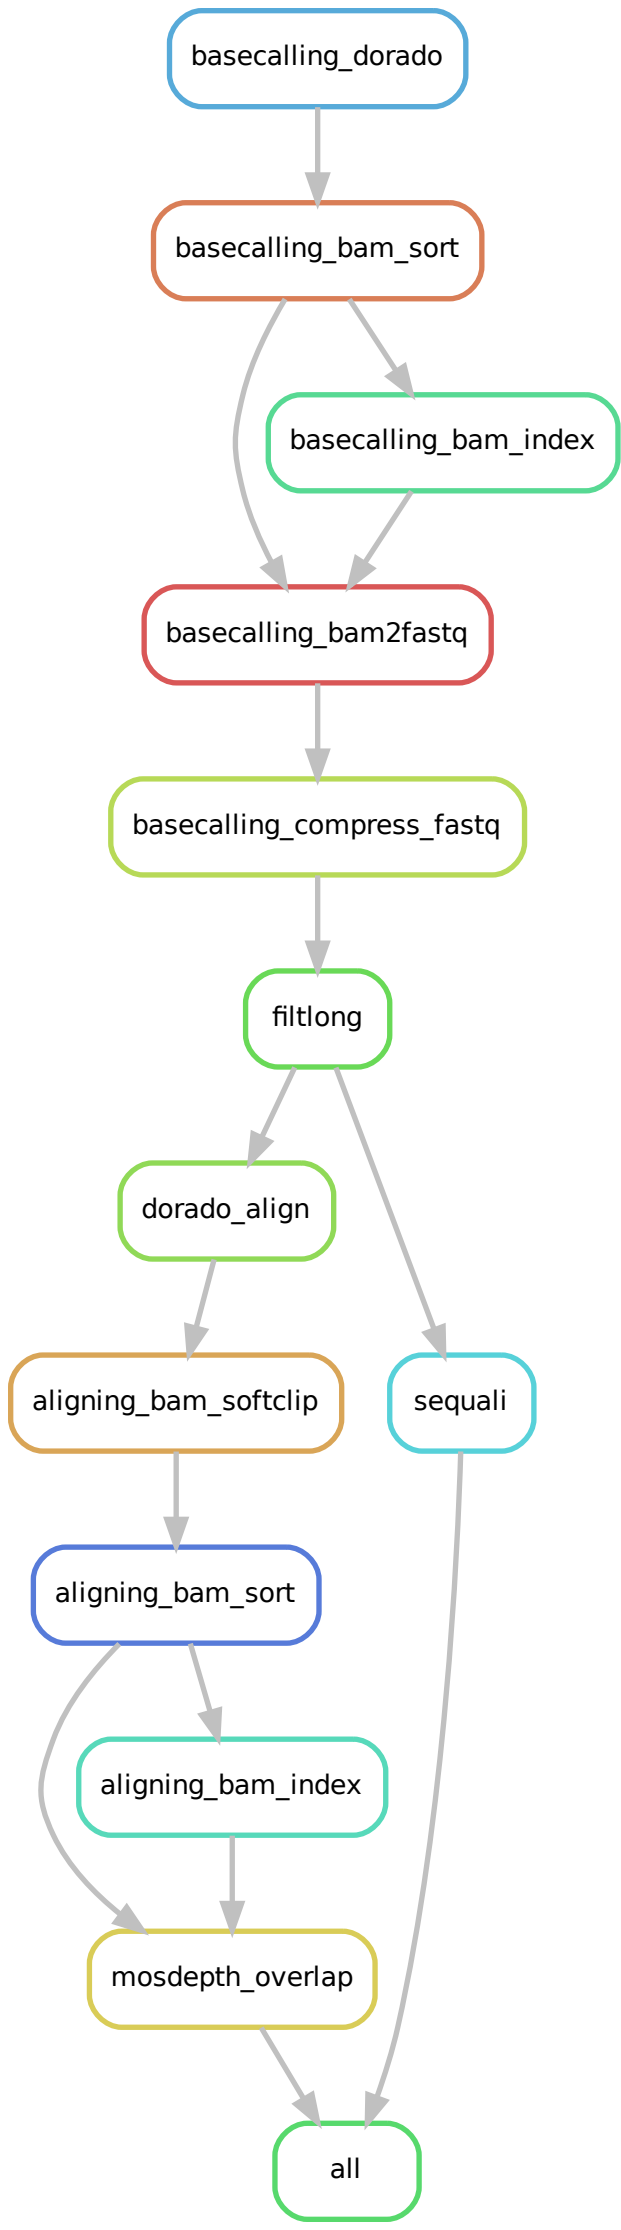 basecalling_dorado
basecalling_bam_sort
basecalling_bam_index
basecalling_bam2fastq
basecalling_compress_fastq
filtlong
dorado_align
aligning_bam_softclip
sequali
aligning_bam_sort
aligning_bam_index
mosdepth_overlap
all